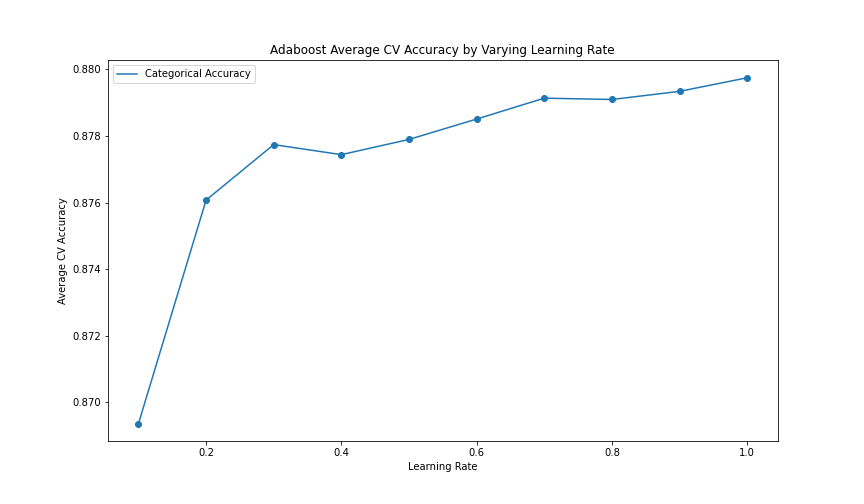 Adaboost Average CV Accuracy by Varying Learning Rate
Categorical Accuracy
0.880
0.878
0.876
0.874
0.872
0.870
Average CV Accuracy
0.2
0.4
0.6
0.8
1.0
Learning Rate